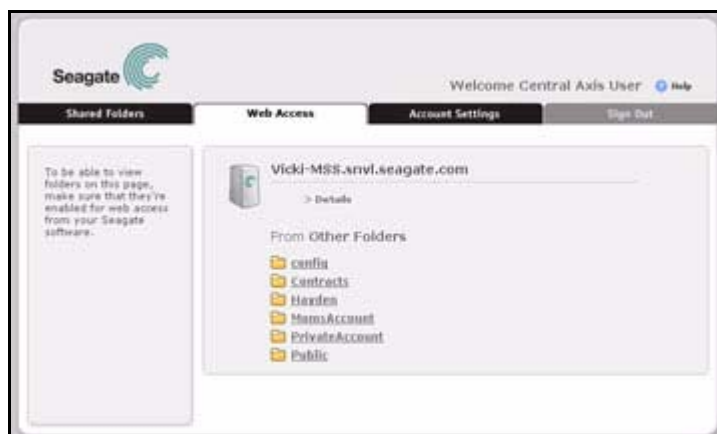 Seagate
Welcome Central Axis User
Help
Shared Folders
Web Access
Account Settings
Sign Out
To be able to view
folders on this page,
make sure that they're
enabled for web access
from your Seagate
software.
Vicki-MSS.snvl.seagate.com
> Details
From Other Folders
config
Contracts
Hayden
MomsAccount
PrivateAccount
Public